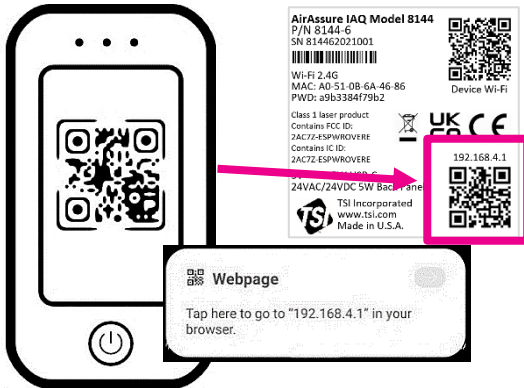 AirAssure IAQ Model 8144
P/N 8144-6
SN 814462021001
Wi-Fi 2.4G
MAC: A0-51-0B-6A-46-86
PWD: a9b3384f79b2
Device Wi-Fi
Class 1 laser product
Contains FCC ID:
2AC7Z-ESPWROVERE
Contains IC ID:
2AC7Z-ESPWROVERE
24VAC/24VDC 5W Back Panel
UK
CA CE
192.168.4.1
TSI
TSI Incorporated
www.tsi.com
Made in U.S.A.
Webpage
Tap here to go to "192.168.4.1" in your
browser.